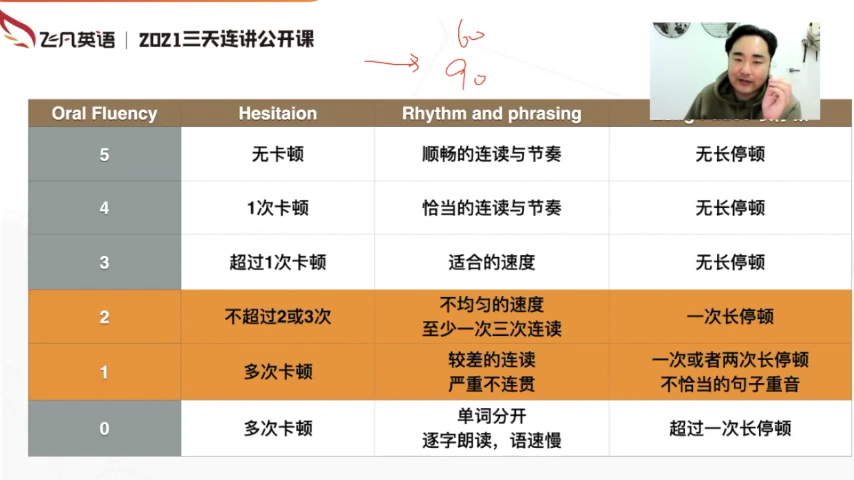 飞凡英语 | 2021三天连讲公开课
60
90
Oral Fluency Hesitaion Rhythm and phrasing
5 无卡顿 顺畅的连读与节奏 无长停顿
4 1次卡顿 恰当的连读与节奏 无长停顿
3 超过1次卡顿 适合的速度 无长停顿
2 不超过2或3次 不均匀的速度 一次长停顿
至少一次三次连读
1 多次卡顿 较差的连读 一次或者两次长停顿
严重不连贯 不恰当的句子重音
0 多次卡顿 单词分开 超过一次长停顿
逐字朗读，语速慢